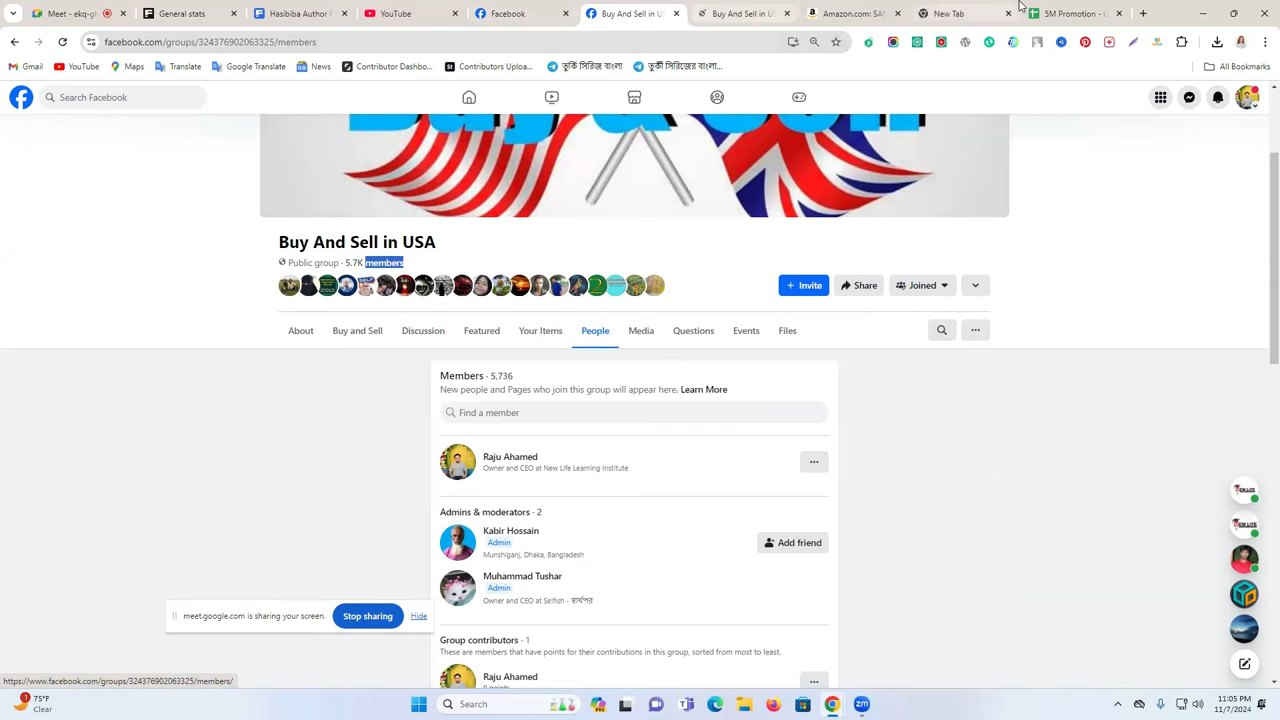 Meet - ekq-g
General stats
Hasibatul Author F
YouTube
Facebook
Buy And Sell in US
Buy And Sell in US
Amazon.com: SAM
New Tab
5M Promotion - G
facebook.com/groups/324376902063325/members
Gmail
YouTube
Maps
Translate
Google Translate
News
Contributor Dashbo...
Contributors Uploa...
তুর্কি সিরিজ বাংলা
তুর্কী সিরিজের বাংলা...
All Bookmarks
Search Facebook
Buy & Sell
Buy And Sell in USA
Public group · 5.7K members
Invite
Share
Joined
About
Buy and Sell
Discussion
Featured
Your Items
People
Media
Questions
Events
Files
Members · 5,736
New people and Pages who join this group will appear here. Learn More
Find a member
Raju Ahamed
Owner and CEO at New Life Learning Institute
Admins & moderators · 2
Kabir Hossain
Admin
Munshiganj, Dhaka, Bangladesh
Add friend
Muhammad Tushar
Admin
Owner and CEO at Selfish - স্বার্থপর
meet.google.com is sharing your screen.
Stop sharing
Hide
Group contributors · 1
These are members that have points for their contributions in this group, sorted from most to least.
Raju Ahamed
https://www.facebook.com/groups/324376902063325/members/
75°F
Clear
Search
11:05 PM
11/7/2024